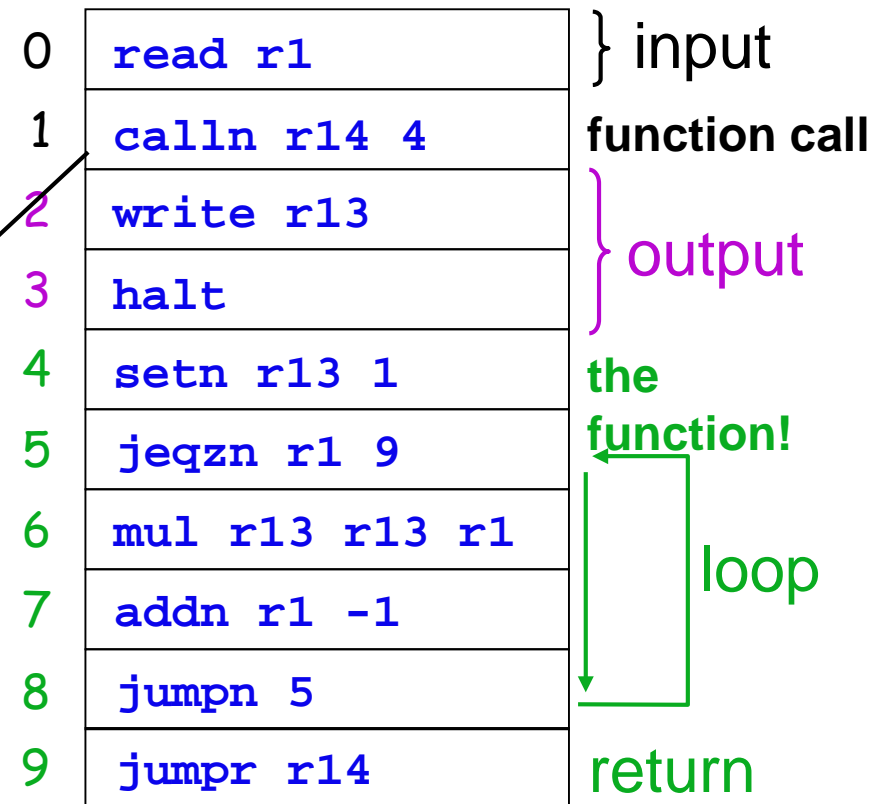 0 read r1 } input
1 calln r14 4 function call
2 write r13
output
3 halt
4 setn r13 1 the
function!
5 jeqzn r1 9
6 mul r13 r13 r1
loop
7 addn r1 -1
8 jumpn 5
9 jumpr r14 return